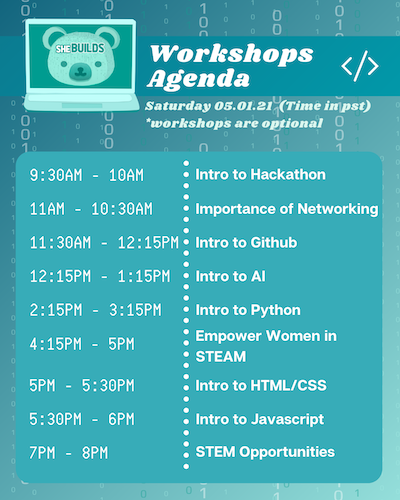 SHEBUILDS
Workshops
Agenda
</>
Saturday 05.01.21 (Time in pst)
*workshops are optional
9:30AM - 10AM Intro to Hackathon
11AM - 10:30AM Importance of Networking
11:30AM - 12:15PM Intro to Github
12:15PM - 1:15PM Intro to AI
2:15PM - 3:15PM Intro to Python
4:15PM - 5PM Empower Women in
STEAM
5PM - 5:30PM Intro to HTML/CSS
5:30PM - 6PM Intro to Javascript
7PM - 8PM STEM Opportunities